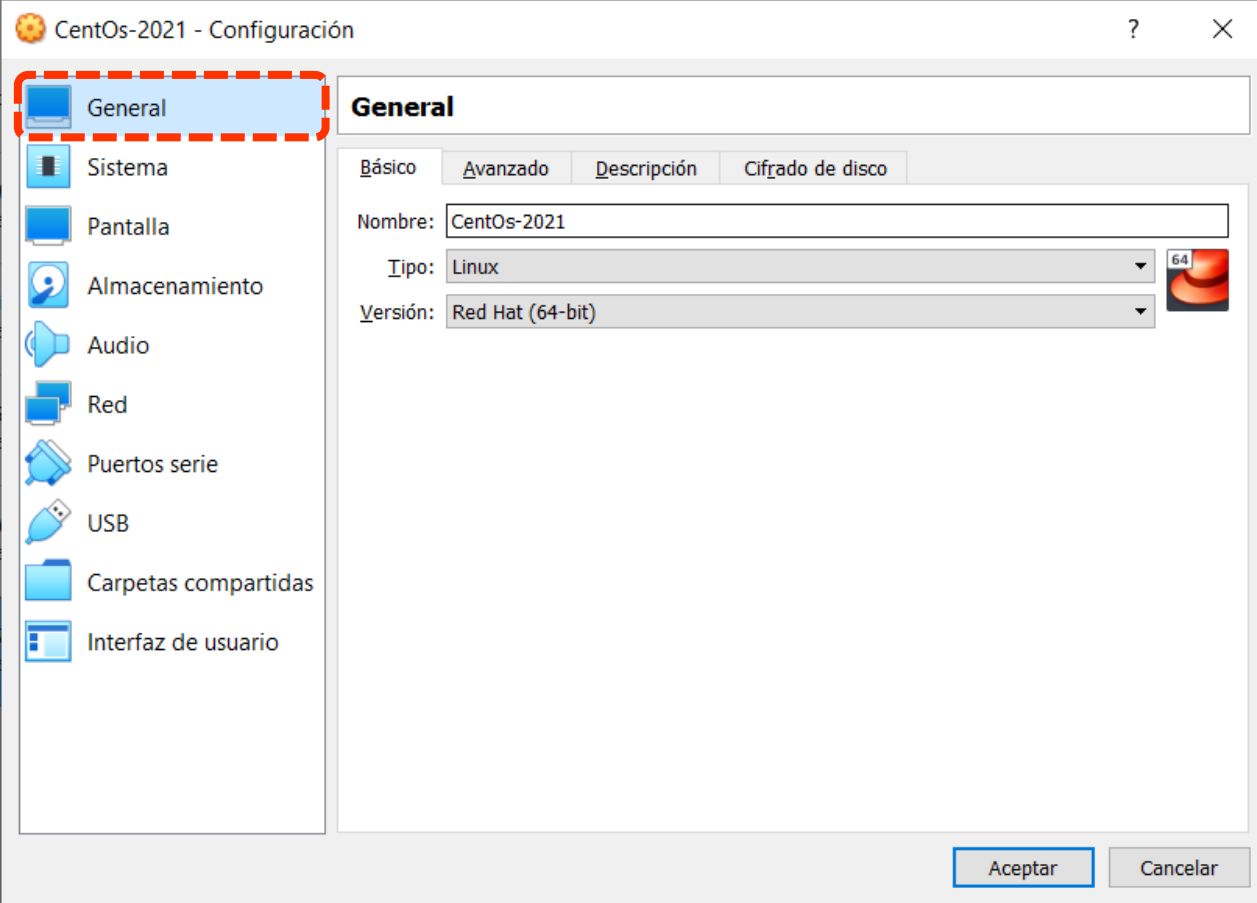 CentOs-2021 - Configuración
?
General
Sistema
Pantalla
Almacenamiento
Audio
Red
Puertos serie
USB
Carpetas compartidas
Interfaz de usuario
General
Básico Avanzado Descripción Cifrado de disco
Nombre: CentOs-2021
Tipo: Linux
64
Versión: Red Hat (64-bit)
Aceptar Cancelar